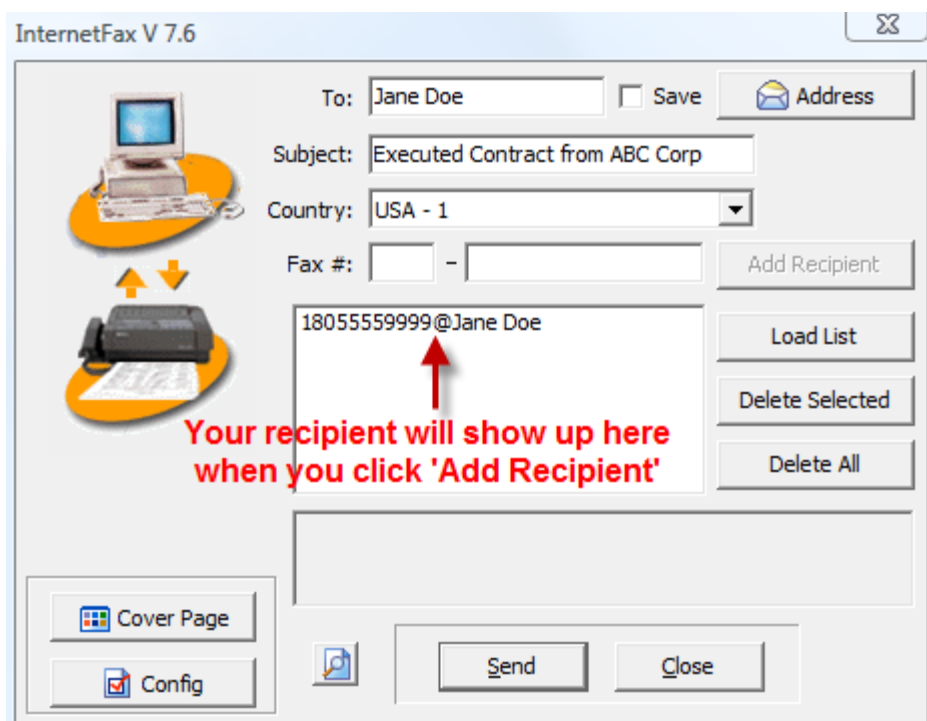 InternetFax V 7.6
To: Jane Doe Save Address
Subject: Executed Contract from ABC Corp
Country: USA - 1
Fax #: - Add Recipient
18055559999@Jane Doe
Load List
Delete Selected
Your recipient will show up here
when you click 'Add Recipient'
Delete All
Cover Page
Config
Send Close